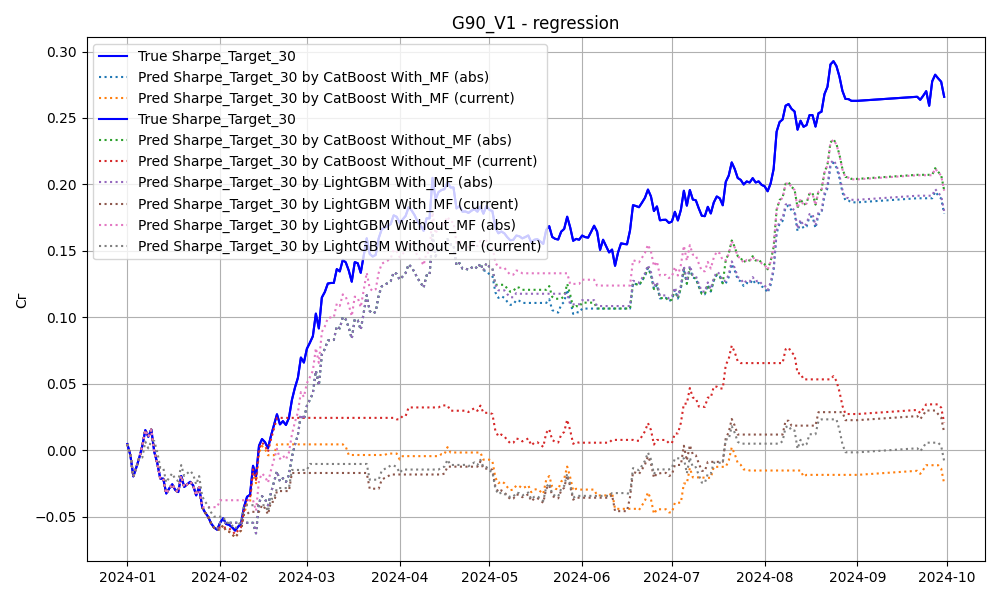 G90_V1 - regression
Cr
0.30
0.25
0.20
0.15
0.10
0.05
0.00
−0.05
True Sharpe_Target_30
Pred Sharpe_Target_30 by CatBoost With_MF (abs)
Pred Sharpe_Target_30 by CatBoost With_MF (current)
True Sharpe_Target_30
Pred Sharpe_Target_30 by CatBoost Without_MF (abs)
Pred Sharpe_Target_30 by CatBoost Without_MF (current)
Pred Sharpe_Target_30 by LightGBM With_MF (abs)
Pred Sharpe_Target_30 by LightGBM With_MF (current)
Pred Sharpe_Target_30 by LightGBM Without_MF (abs)
Pred Sharpe_Target_30 by LightGBM Without_MF (current)
2024-01 2024-02 2024-03 2024-04 2024-05 2024-06 2024-07 2024-08 2024-09 2024-10